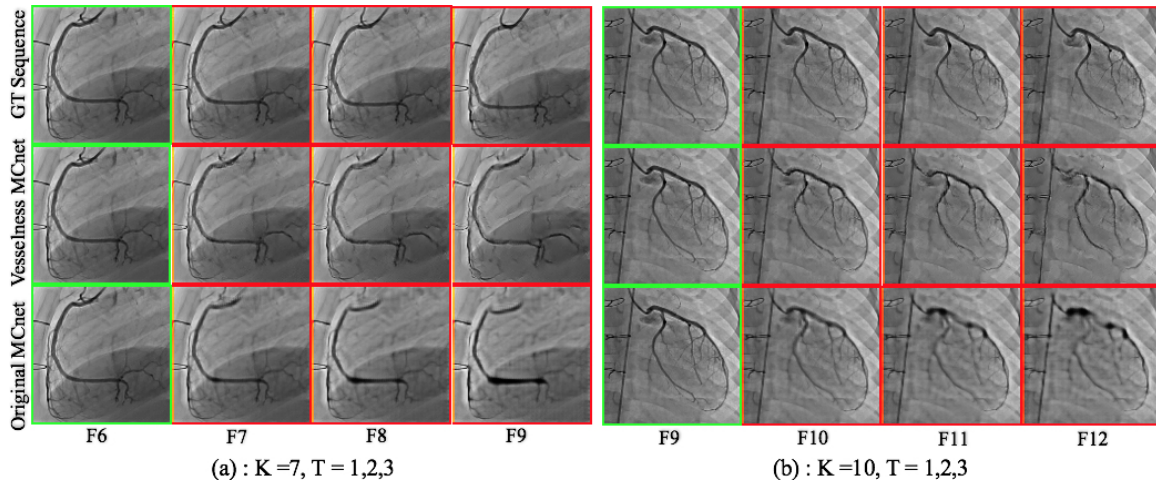 GT Sequence
Vesselness MCnet
Original MCnet
F6 F7 F8 F9
F9 F10 F11 F12
(a) : K =7, T = 1,2,3
(b) : K =10, T = 1,2,3